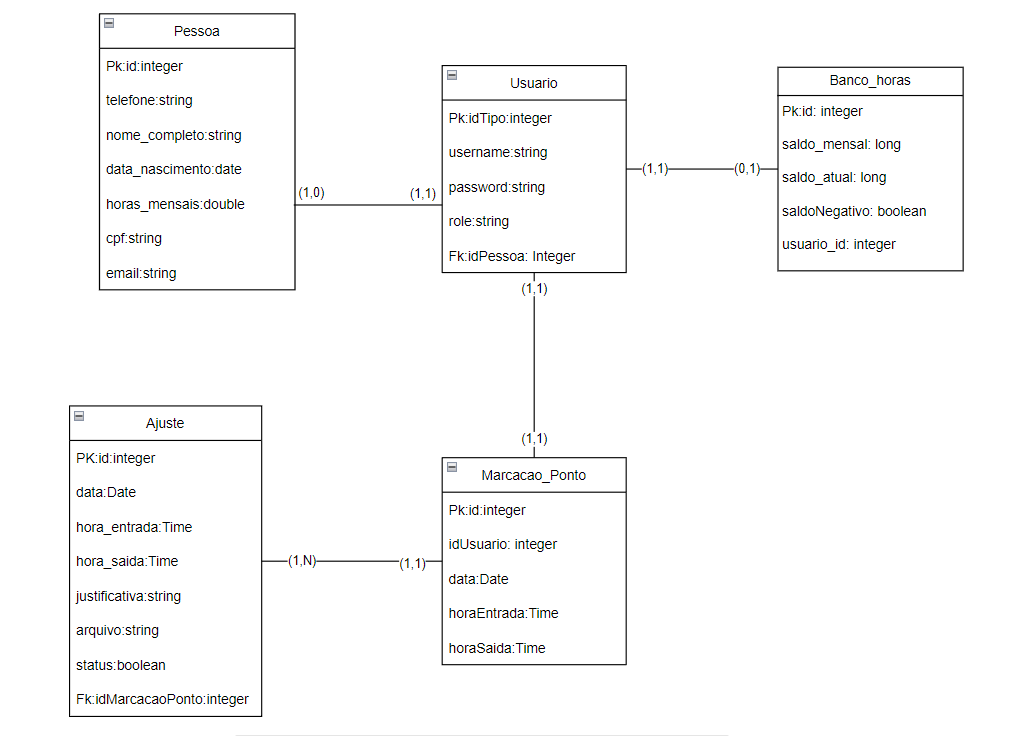 Pessoa
Pk:id:integer
telefone:string
nome_completo:string
data_nascimento:date
horas_mensais:double
cpf:string
email:string
(1,0)
(1,1)
Usuario
Pk:idTipo:integer
username:string
password:string
role:string
Fk:idPessoa: Integer
(1,1)
(0,1)
Banco_horas
Pk:id: integer
saldo_mensal: long
saldo_atual: long
saldoNegativo: boolean
usuario_id: integer
(1,1)
(1,1)
Ajuste
PK:id:integer
data:Date
hora_entrada:Time
hora_saida:Time
justificativa:string
arquivo:string
status:boolean
Fk:idMarcacaoPonto:integer
(1,N)
(1,1)
Marcacao_Ponto
Pk:id:integer
idUsuario: integer
data:Date
horaEntrada:Time
horaSaida:Time